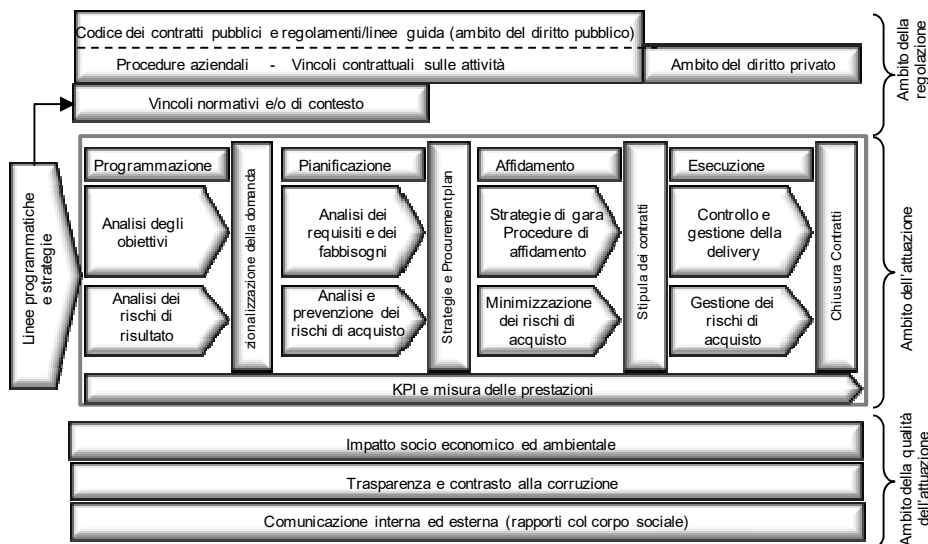 Codice dei contratti pubblici e regolamenti/linee guida (ambito del diritto pubblico)
Procedure aziendali - Vincoli contrattuali sulle attività
Ambito del diritto privato
Vincoli normativi e/o di contesto
Ambito della
regolazione
Linee programmatiche
e strategie
Programmazione
Analisi degli
obiettivi
Analisi dei
rischi di
risultato
zionalizzazione della domanda
Pianificazione
Analisi dei
requisiti e dei
fabbisogni
Analisi e
prevenzione dei
rischi di acquisto
Strategie e Procurementplan
Affidamento
Strategie di gara
Procedure di
affidamento
Minimizzazione
dei rischi di
acquisto
Stipula dei contratti
Esecuzione
Controllo e
gestione della
delivery
Gestione dei
rischi di
acquisto
Chiusura Contratti
KPI e misura delle prestazioni
Ambito dell'attuazione
Impatto socio economico ed ambientale
Trasparenza e contrasto alla corruzione
Comunicazione interna ed esterna (rapporti col corpo sociale)
Ambito della qualità
dell'attuazione